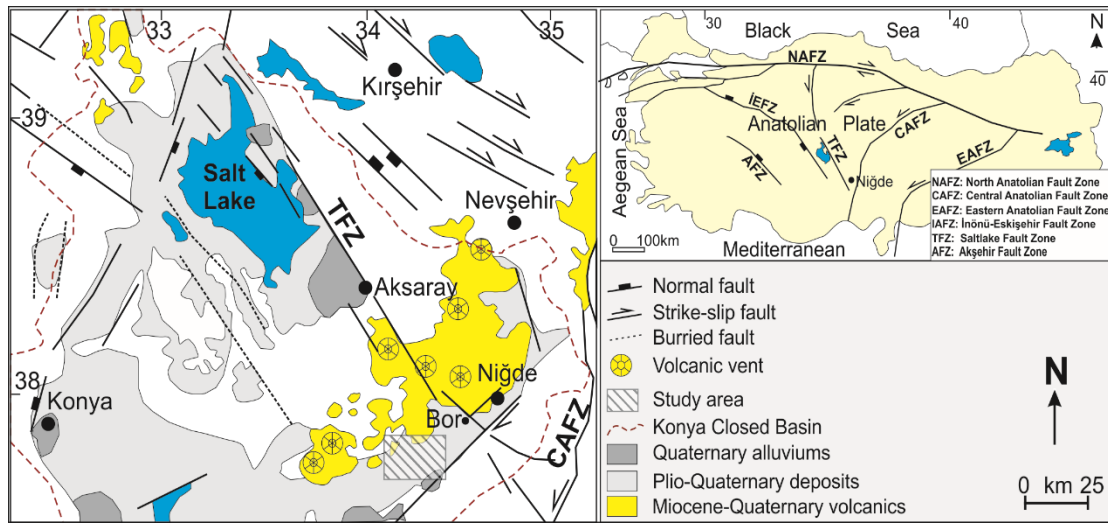 33
34
35
39
38
Kırşehir
Salt
Lake
Nevşehir
TFZ
Aksaray
Niğde
Konya
Bor
CAFZ
30
40
Black Sea
N
NAFZ
40
İEFZ
Anatolian Plate
CAFZ
TFZ
AFZ
EAFZ
Niğde
Aegean Sea
0 100km
Mediterranean
NAFZ: North Anatolian Fault Zone
CAFZ: Central Anatolian Fault Zone
EAFZ: Eastern Anatolian Fault Zone
IAFZ: İnönü-Eskişehir Fault Zone
TFZ: Saltlake Fault Zone
AFZ: Akşehir Fault Zone
Normal fault
Strike-slip fault
Burried fault
Volcanic vent
Study area
Konya Closed Basin
Quaternary alluviums
Plio-Quaternary deposits
Miocene-Quaternary volcanics
N
0 km 25